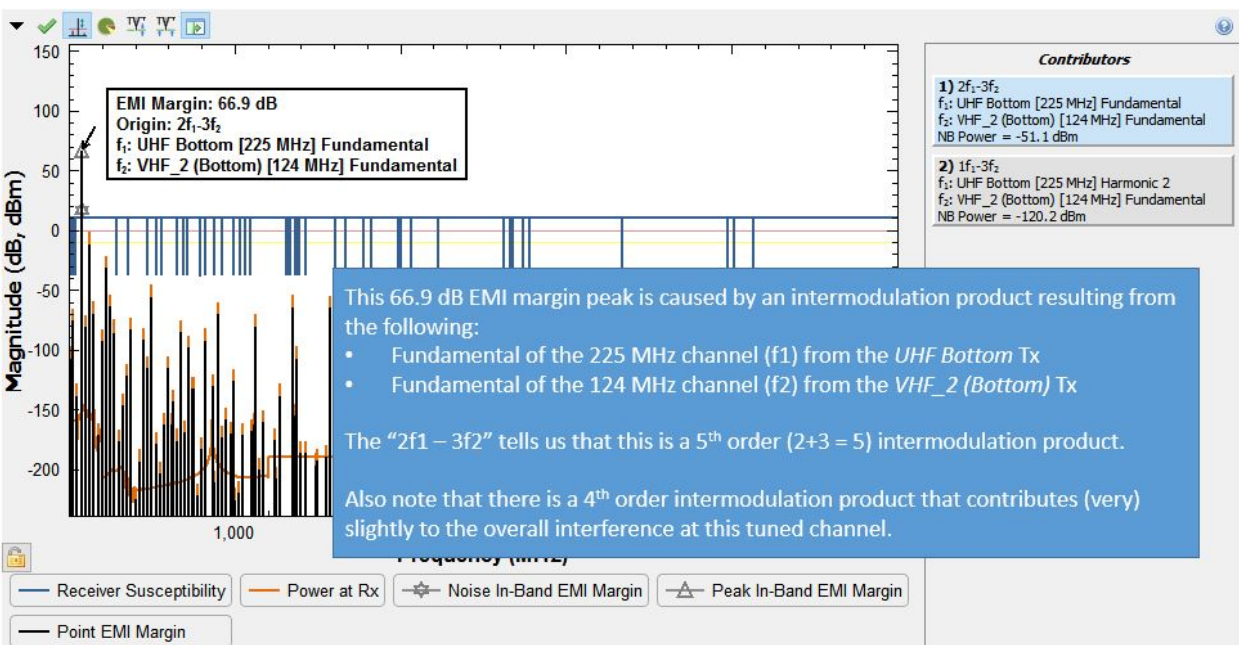 150
100
50
0
-50
-100
-150
-200
Magnitude (dB, dBm)
EMI Margin: 66.9 dB
Origin: 2f₁-3f₂
f₁: UHF Bottom [225 MHz] Fundamental
f₂: VHF_2 (Bottom) [124 MHz] Fundamental
This 66.9 dB EMI margin peak is caused by an intermodulation product resulting from
the following:
• Fundamental of the 225 MHz channel (f1) from the UHF Bottom Tx
• Fundamental of the 124 MHz channel (f2) from the VHF_2 (Bottom) Tx
The “2f1 – 3f2” tells us that this is a 5th order (2+3 = 5) intermodulation product.
Also note that there is a 4th order intermodulation product that contributes (very)
slightly to the overall interference at this tuned channel.
1,000
Frequency (MHz)
Receiver Susceptibility
Power at Rx
Noise In-Band EMI Margin
Peak In-Band EMI Margin
Point EMI Margin
Contributors
1) 2f₁-3f₂
f₁: UHF Bottom [225 MHz] Fundamental
f₂: VHF_2 (Bottom) [124 MHz] Fundamental
NB Power = -51.1 dBm
2) 1f₁-3f₂
f₁: UHF Bottom [225 MHz] Harmonic 2
f₂: VHF_2 (Bottom) [124 MHz] Fundamental
NB Power = -120.2 dBm